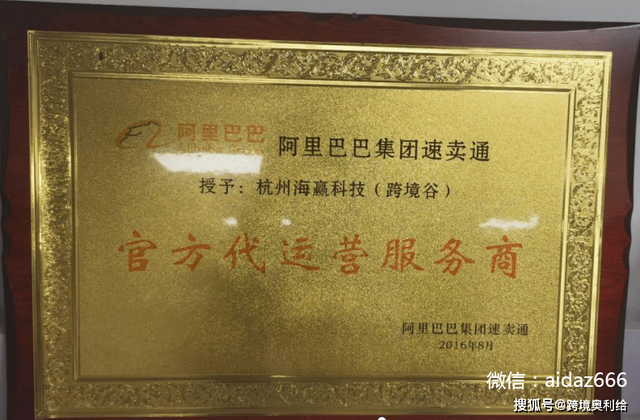 阿里巴巴
阿里巴巴集团速卖通
授予：杭州海赢科技（跨境谷）
官方代运营服务商
阿里巴巴集团速卖通
2016年8月
微信：aidaz666
搜狐号@跨境奥利给